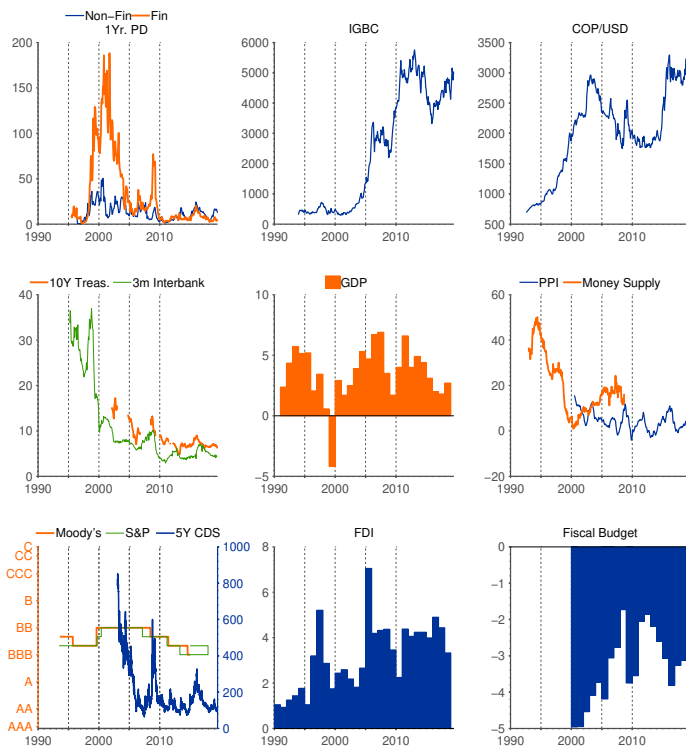 Non-Fin Fin
1Yr. PD
IGBC
COP/USD
200
150
100
50
0
1990 2000 2010
6000
5000
4000
3000
2000
1000
0
1990 2000 2010
3500
3000
2500
2000
1500
1000
500
1990 2000 2010
10Y Treas. 3m Interbank
GDP
PPI Money Supply
40
30
20
10
0
1990 2000 2010
10
5
0
−5
1990 2000 2010
60
40
20
0
−20
1990 2000 2010
Moody's S&P 5Y CDS
FDI
Fiscal Budget
C
CC
CCC
B
BB
BBB
A
AA
AAA
1000
800
600
400
200
0
1990 2000 2010
8
6
4
2
0
1990 2000 2010
0
−1
−2
−3
−4
−5
1990 2000 2010